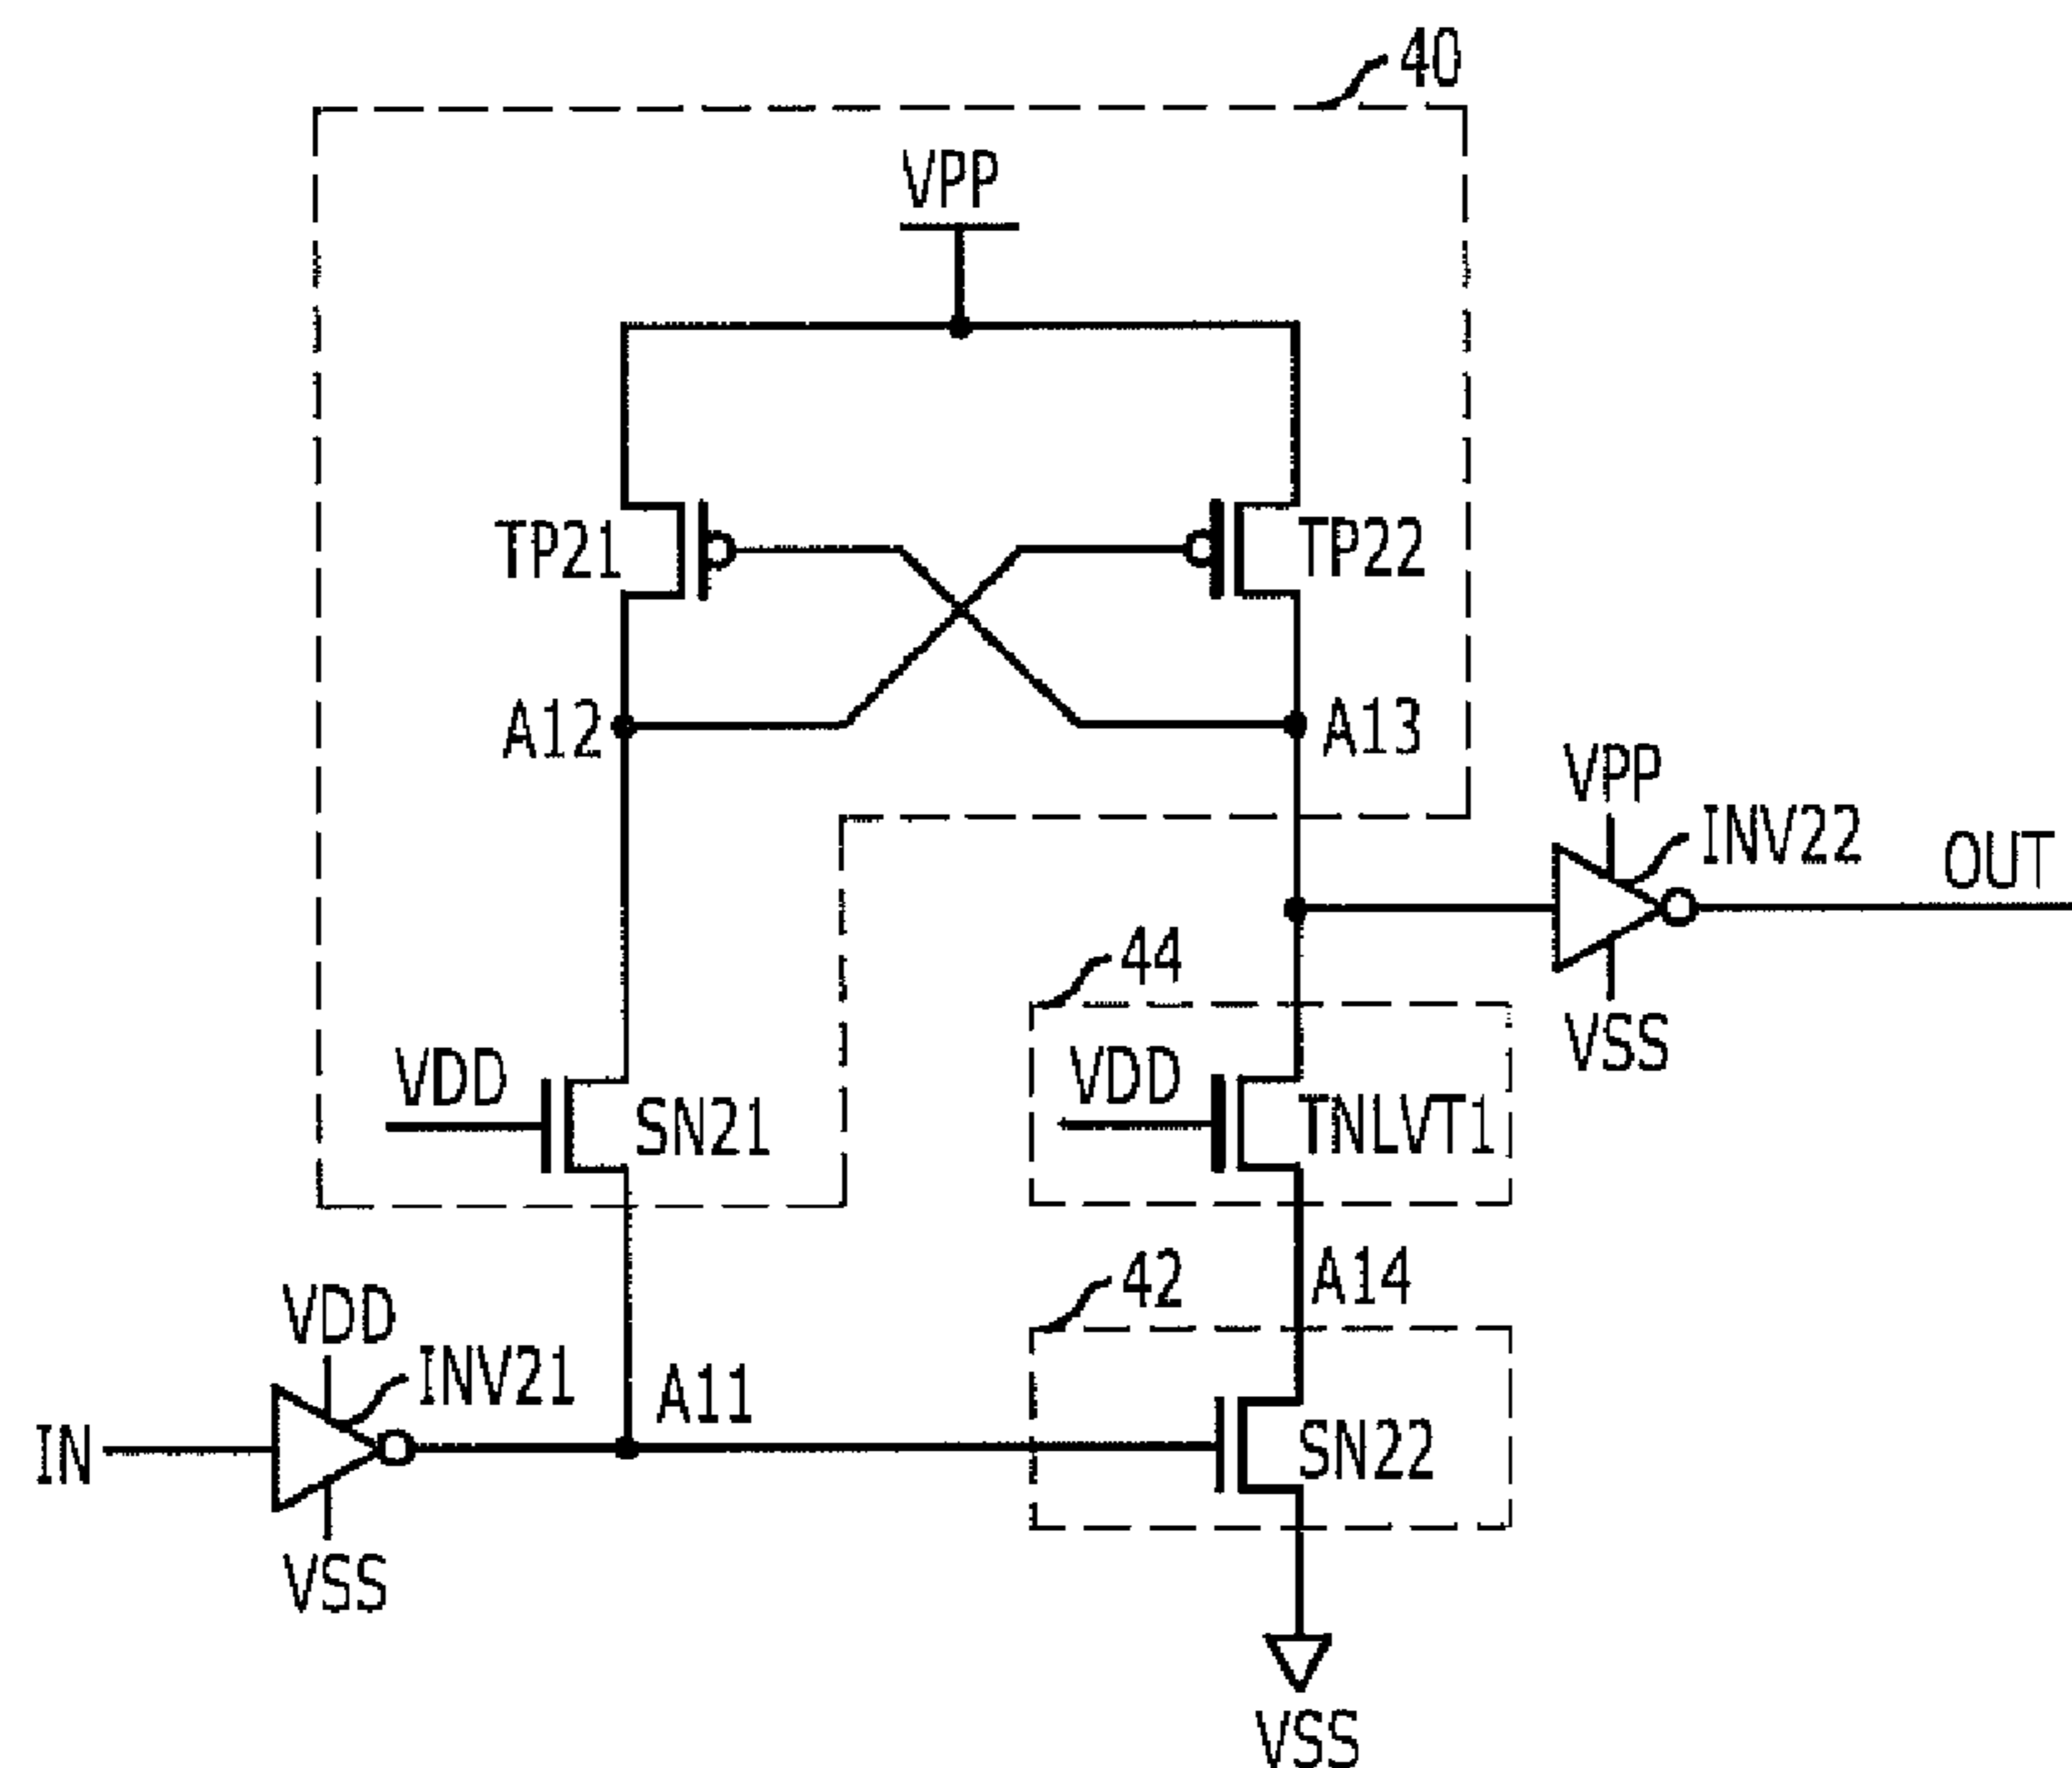 40
VPP
TP21
TP22
A12
A13
VPP
INV22
OUT
44
VSS
VDD
SN21
VDD
TNLVT1
42
A14
VDD
INV21
A11
IN
SN22
VSS
VSS